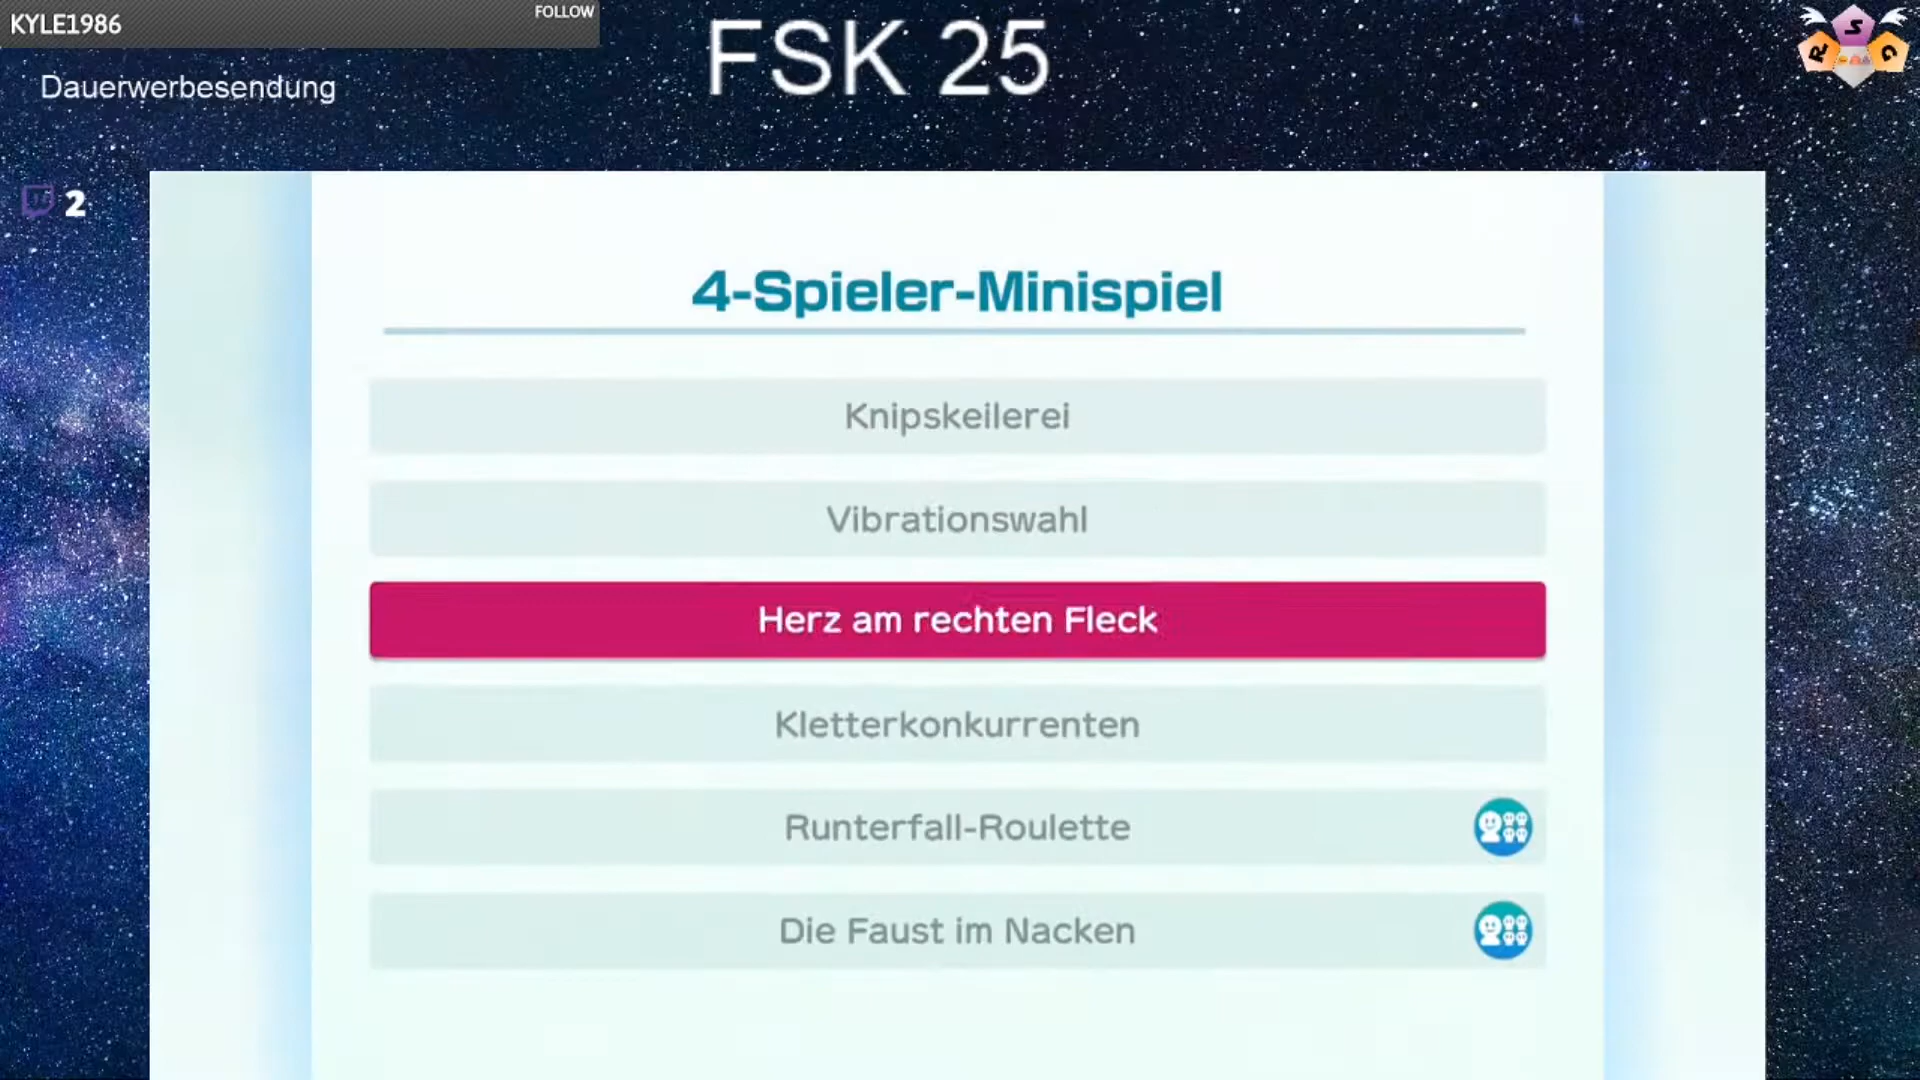 KYLE1986
FOLLOW
FSK 25
R S G
Dauerwerbesendung
2
4-Spieler-Minispiel
Knipskeilerei
Vibrationswahl
Herz am rechten Fleck
Kletterkonkurrenten
Runterfall-Roulette
Die Faust im Nacken